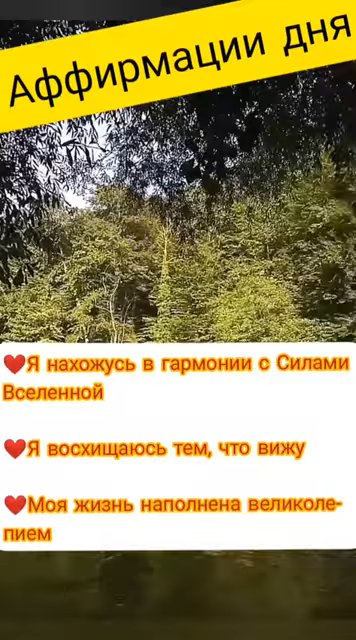 Аффирмации дня
❤️Я нахожусь в гармонии с Силами
Вселенной
❤️Я восхищаюсь тем, что вижу
❤️Моя жизнь наполнена великоле-
пием